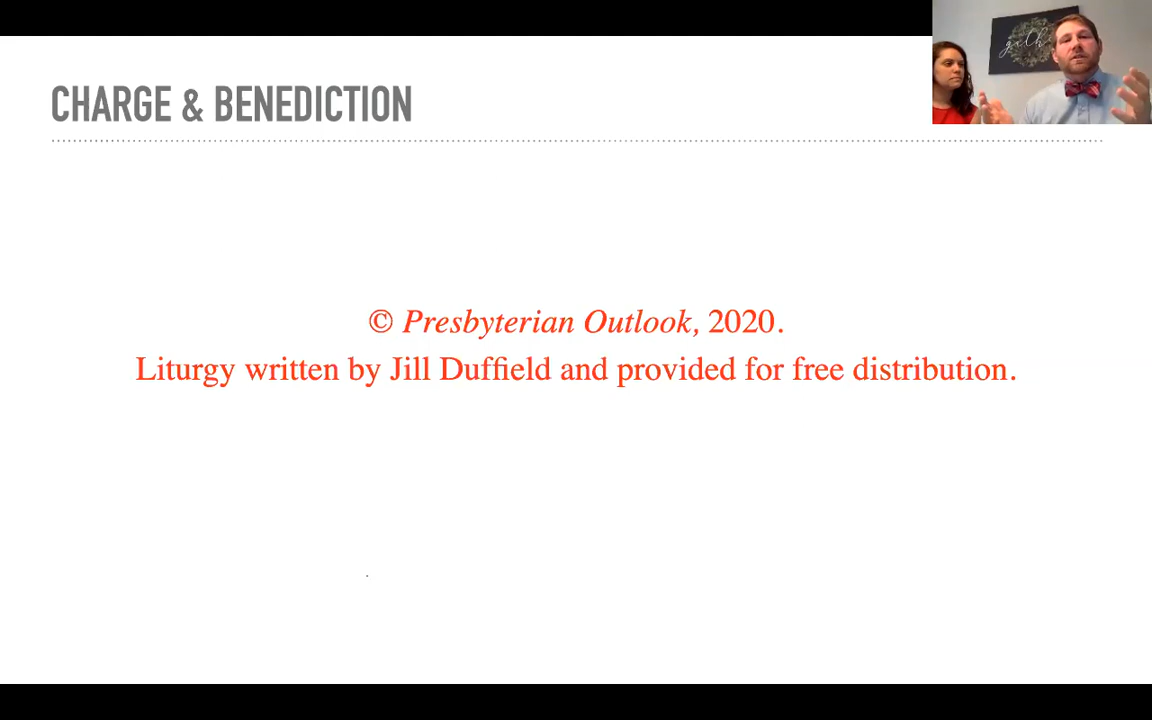 CHARGE & BENEDICTION
© Presbyterian Outlook, 2020.
Liturgy written by Jill Duffield and provided for free distribution.